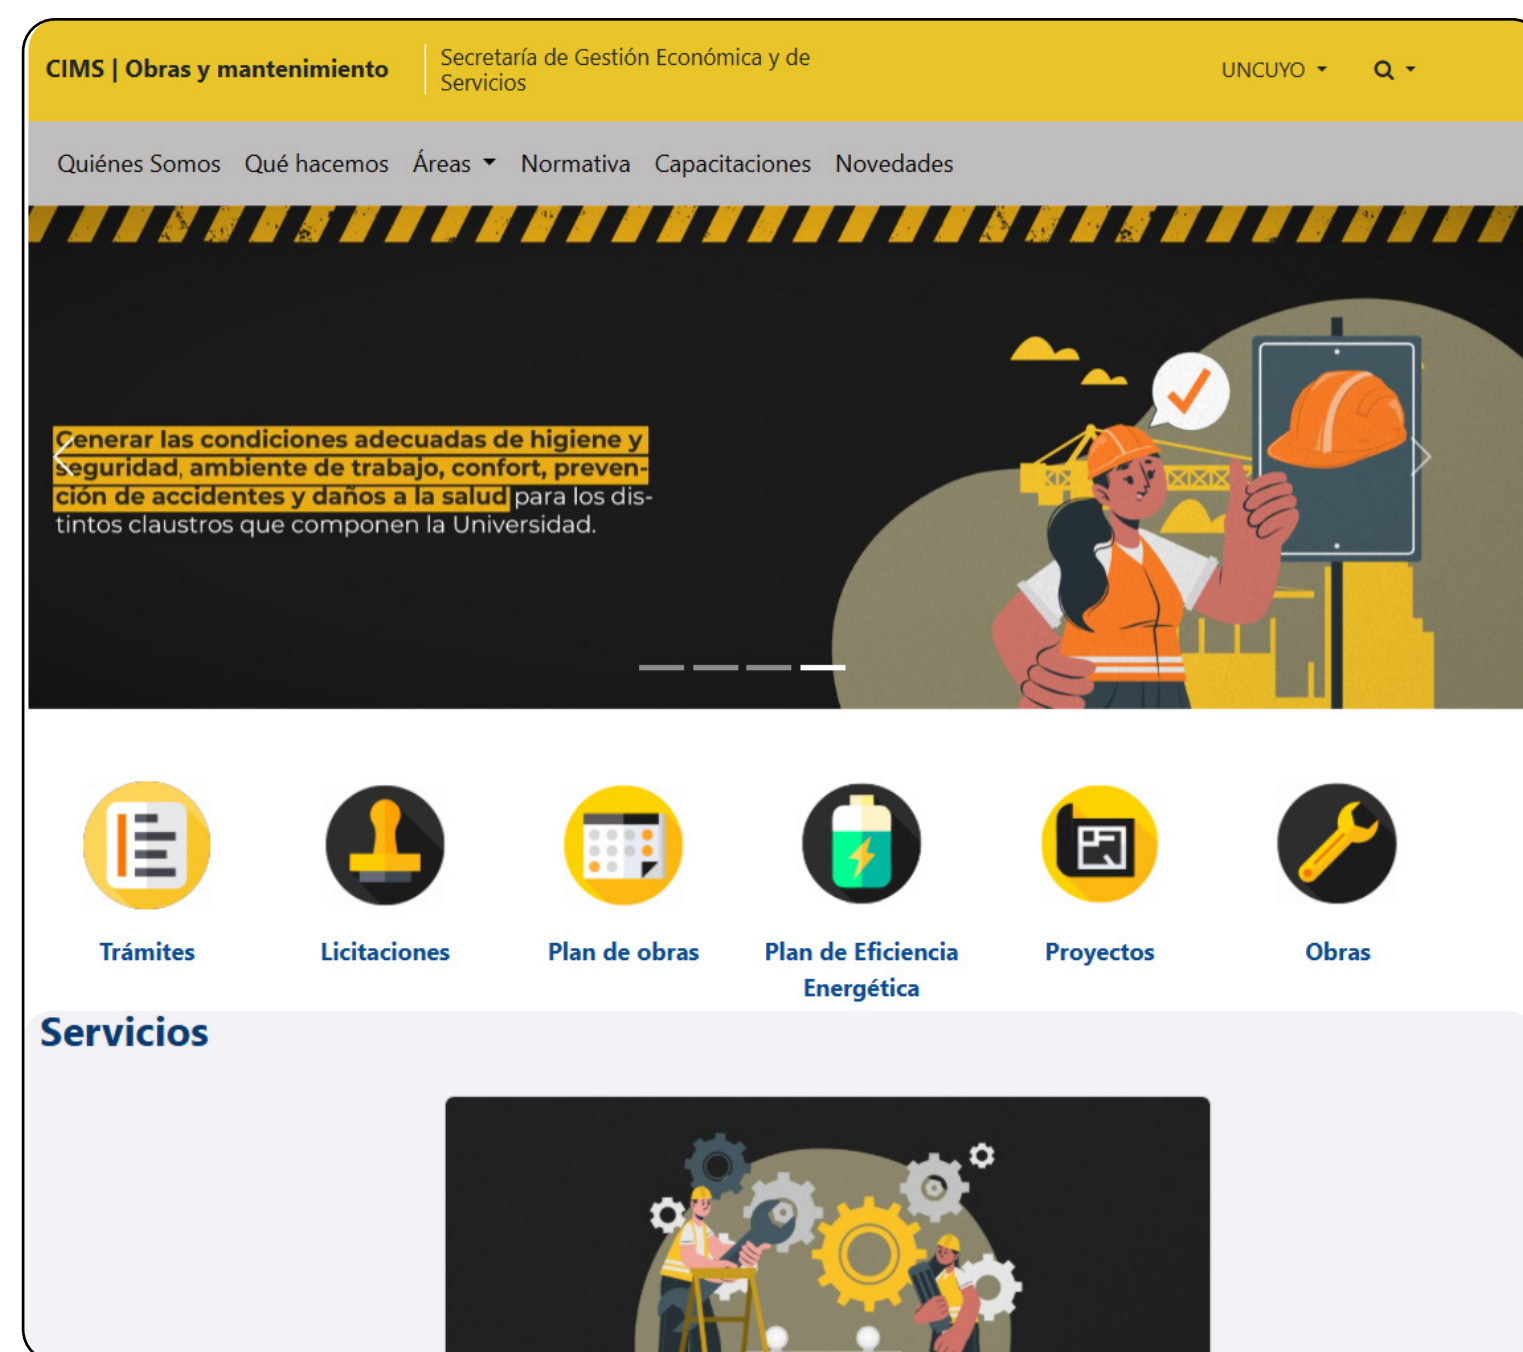 CIMS | Obras y mantenimiento
Secretaría de Gestión Económica y de
Servicios
UNCUYO
Quiénes Somos Qué hacemos Áreas Normativa Capacitaciones Novedades
Generar las condiciones adecuadas de higiene y
seguridad, ambiente de trabajo, confort, preven-
ción de accidentes y daños a la salud para los dis-
tintos claustros que componen la Universidad.
Trámites
Licitaciones
Plan de obras
Plan de Eficiencia
Energética
Proyectos
Obras
Servicios